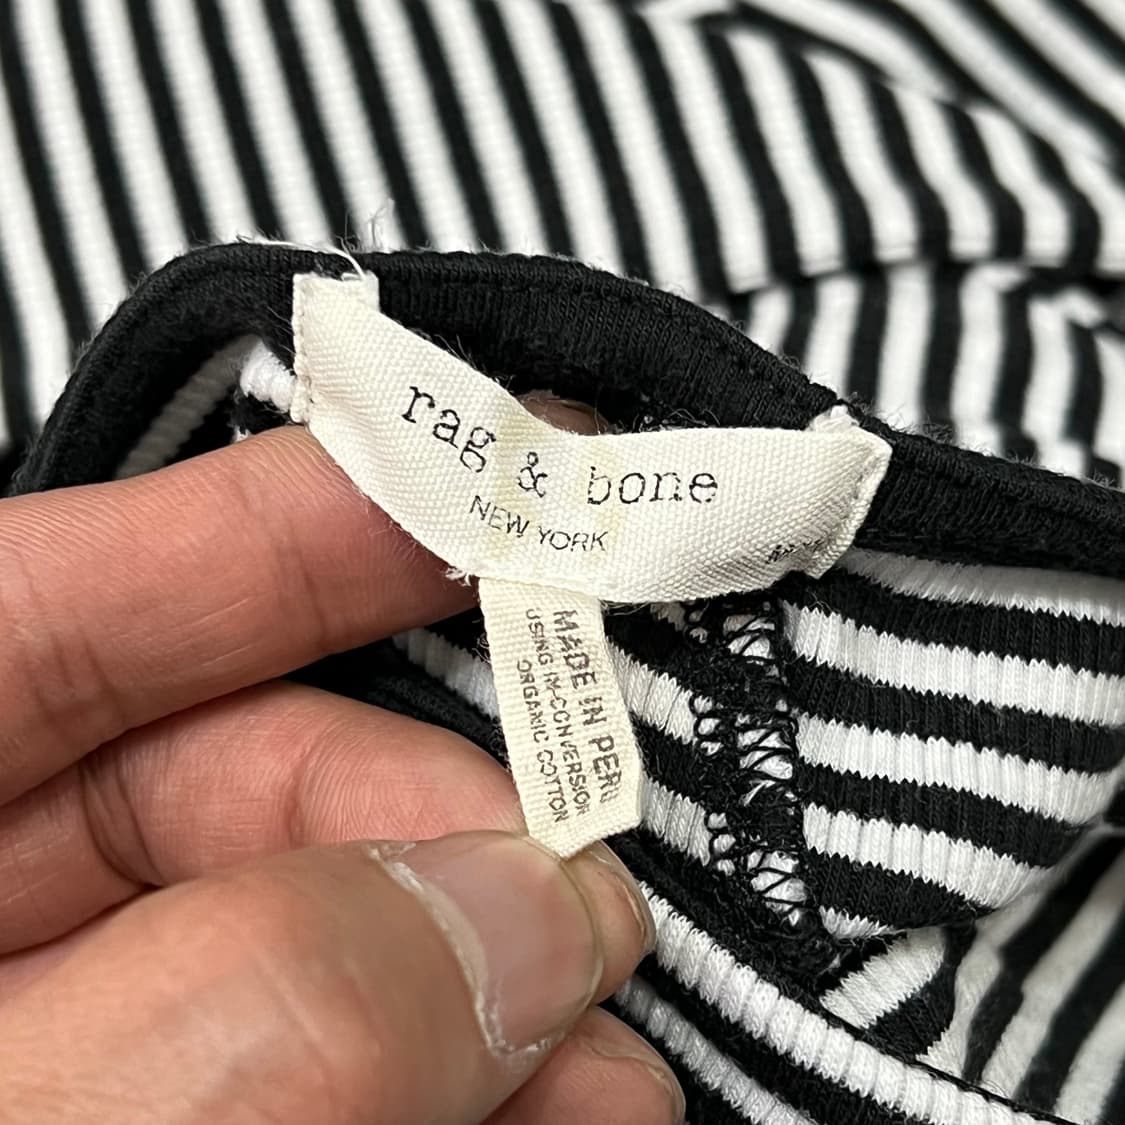 rag & bone
NEW YORK
MADE IN PERU
USING IN-CONVERSION
ORGANIC COTTON